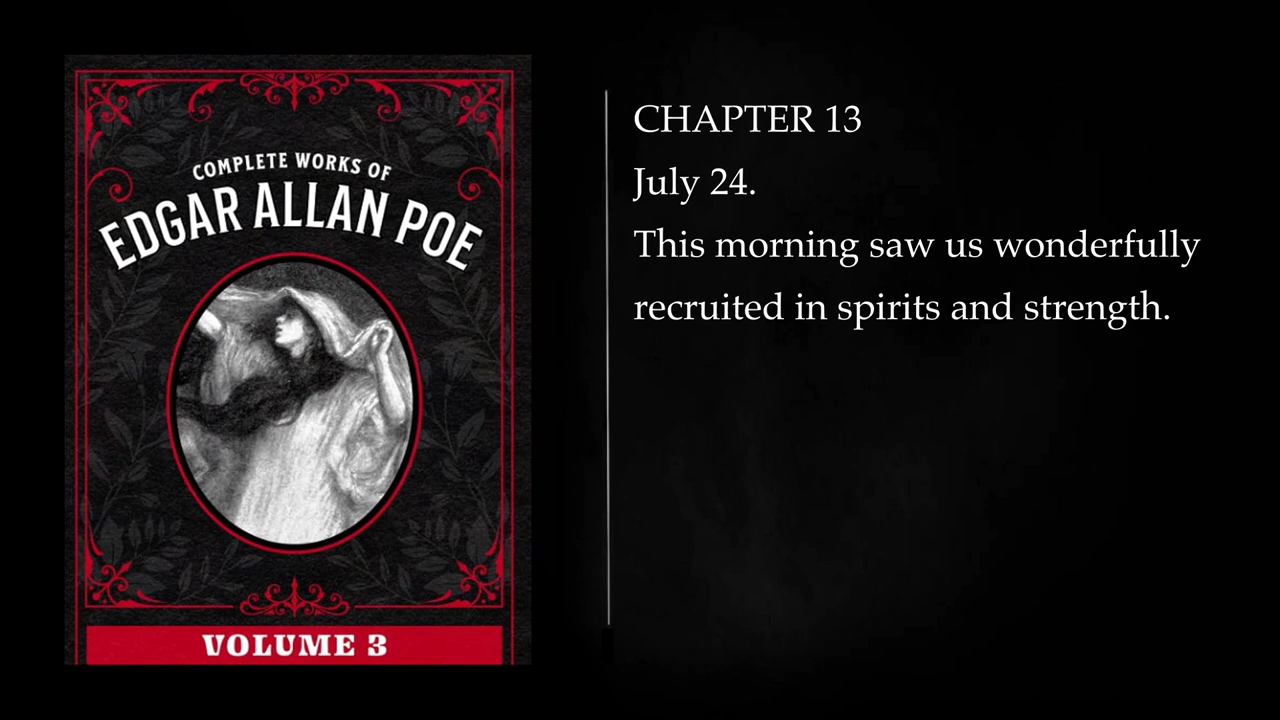 COMPLETE WORKS OF
EDGAR ALLAN POE
VOLUME 3
CHAPTER 13
July 24.
This morning saw us wonderfully
recruited in spirits and strength.